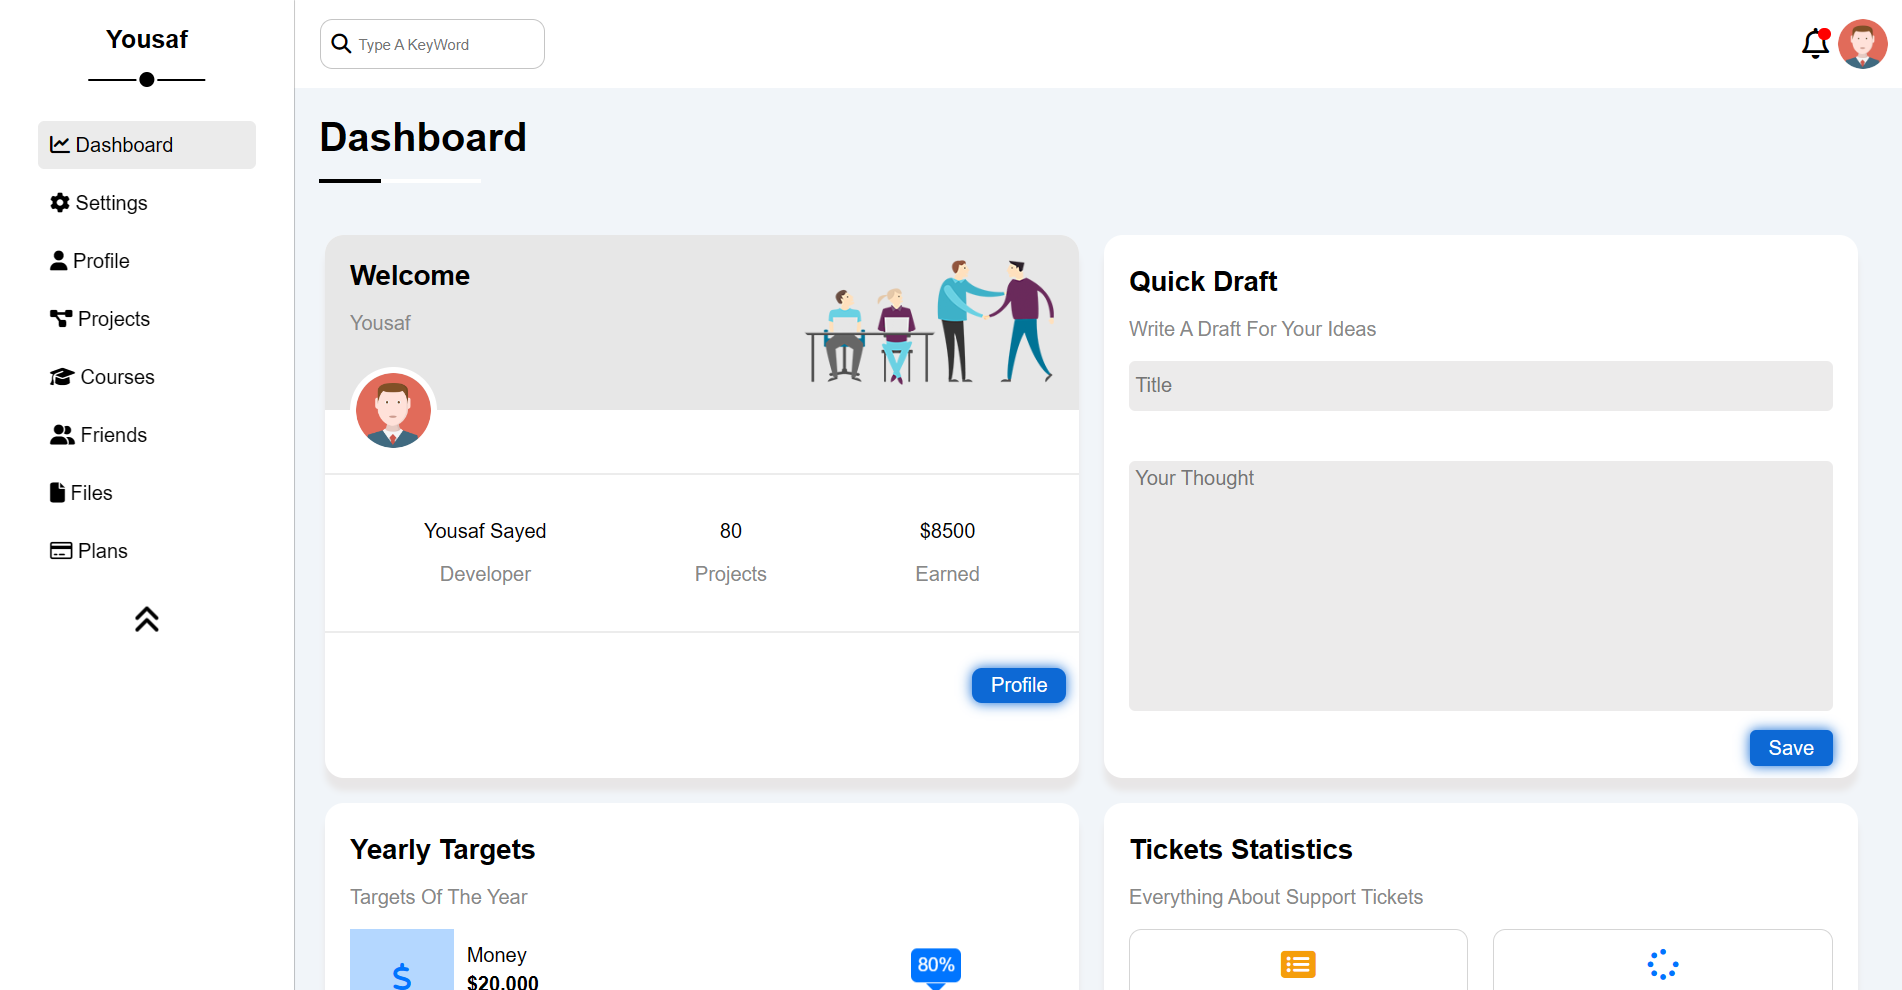 Yousaf
Dashboard
Settings
Profile
Projects
Courses
Friends
Files
Plans
Type A KeyWord
Dashboard
Welcome
Yousaf
Yousaf Sayed
80
$8500
Developer
Projects
Earned
Profile
Quick Draft
Write A Draft For Your Ideas
Title
Your Thought
Save
Yearly Targets
Targets Of The Year
$
Money
$20.000
80%
Tickets Statistics
Everything About Support Tickets